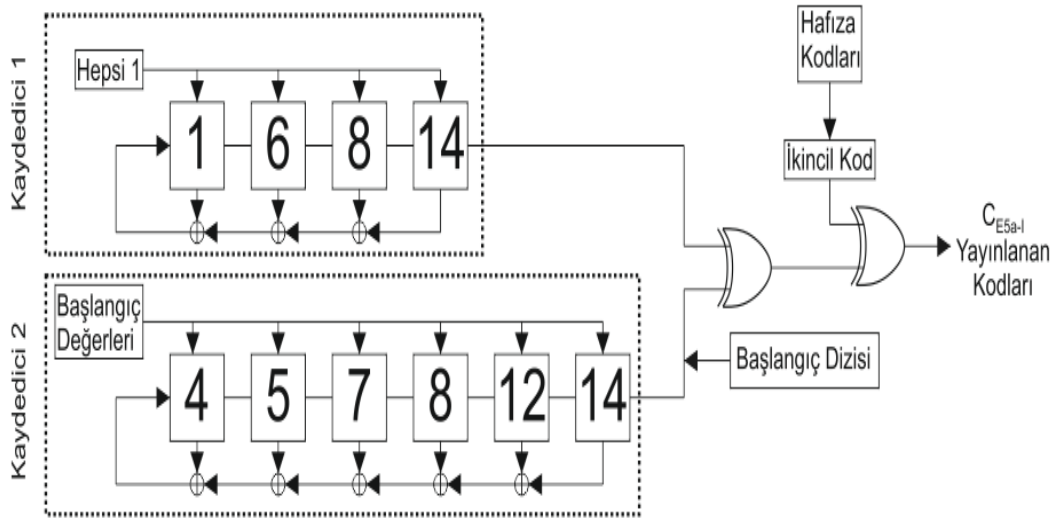 Kaydedici 1
Hepsi 1
1
6
8
14
Hafıza
Kodları
İkincil Kod
C_E5a-I
Yayınlanan
Kodları
Kaydedici 2
Başlangıç
Değerleri
4
5
7
8
12
14
Başlangıç Dizisi